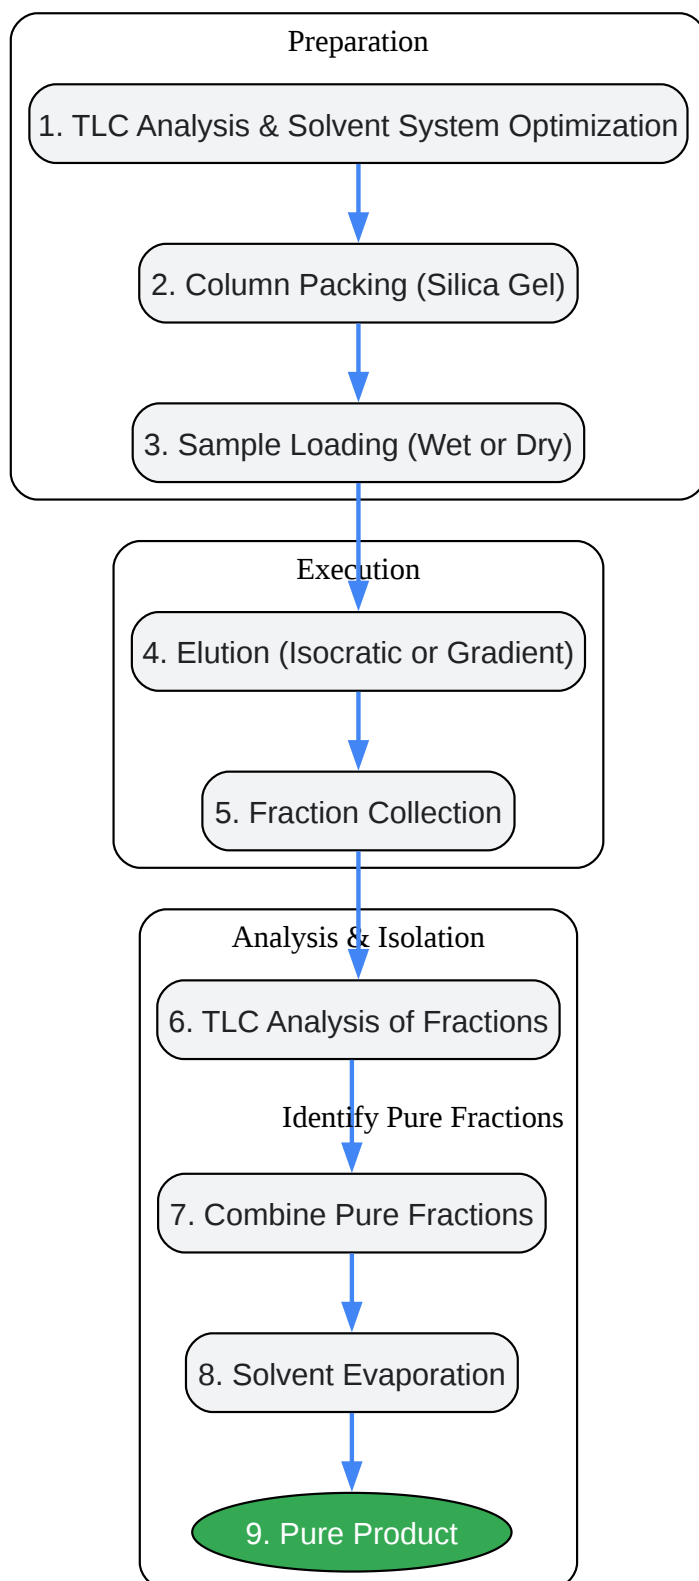 Preparation
1. TLC Analysis & Solvent System Optimization
2. Column Packing (Silica Gel)
3. Sample Loading (Wet or Dry)
Execution
4. Elution (Isocratic or Gradient)
5. Fraction Collection
Analysis & Isolation
6. TLC Analysis of Fractions
Identify Pure Fractions
7. Combine Pure Fractions
8. Solvent Evaporation
9. Pure Product